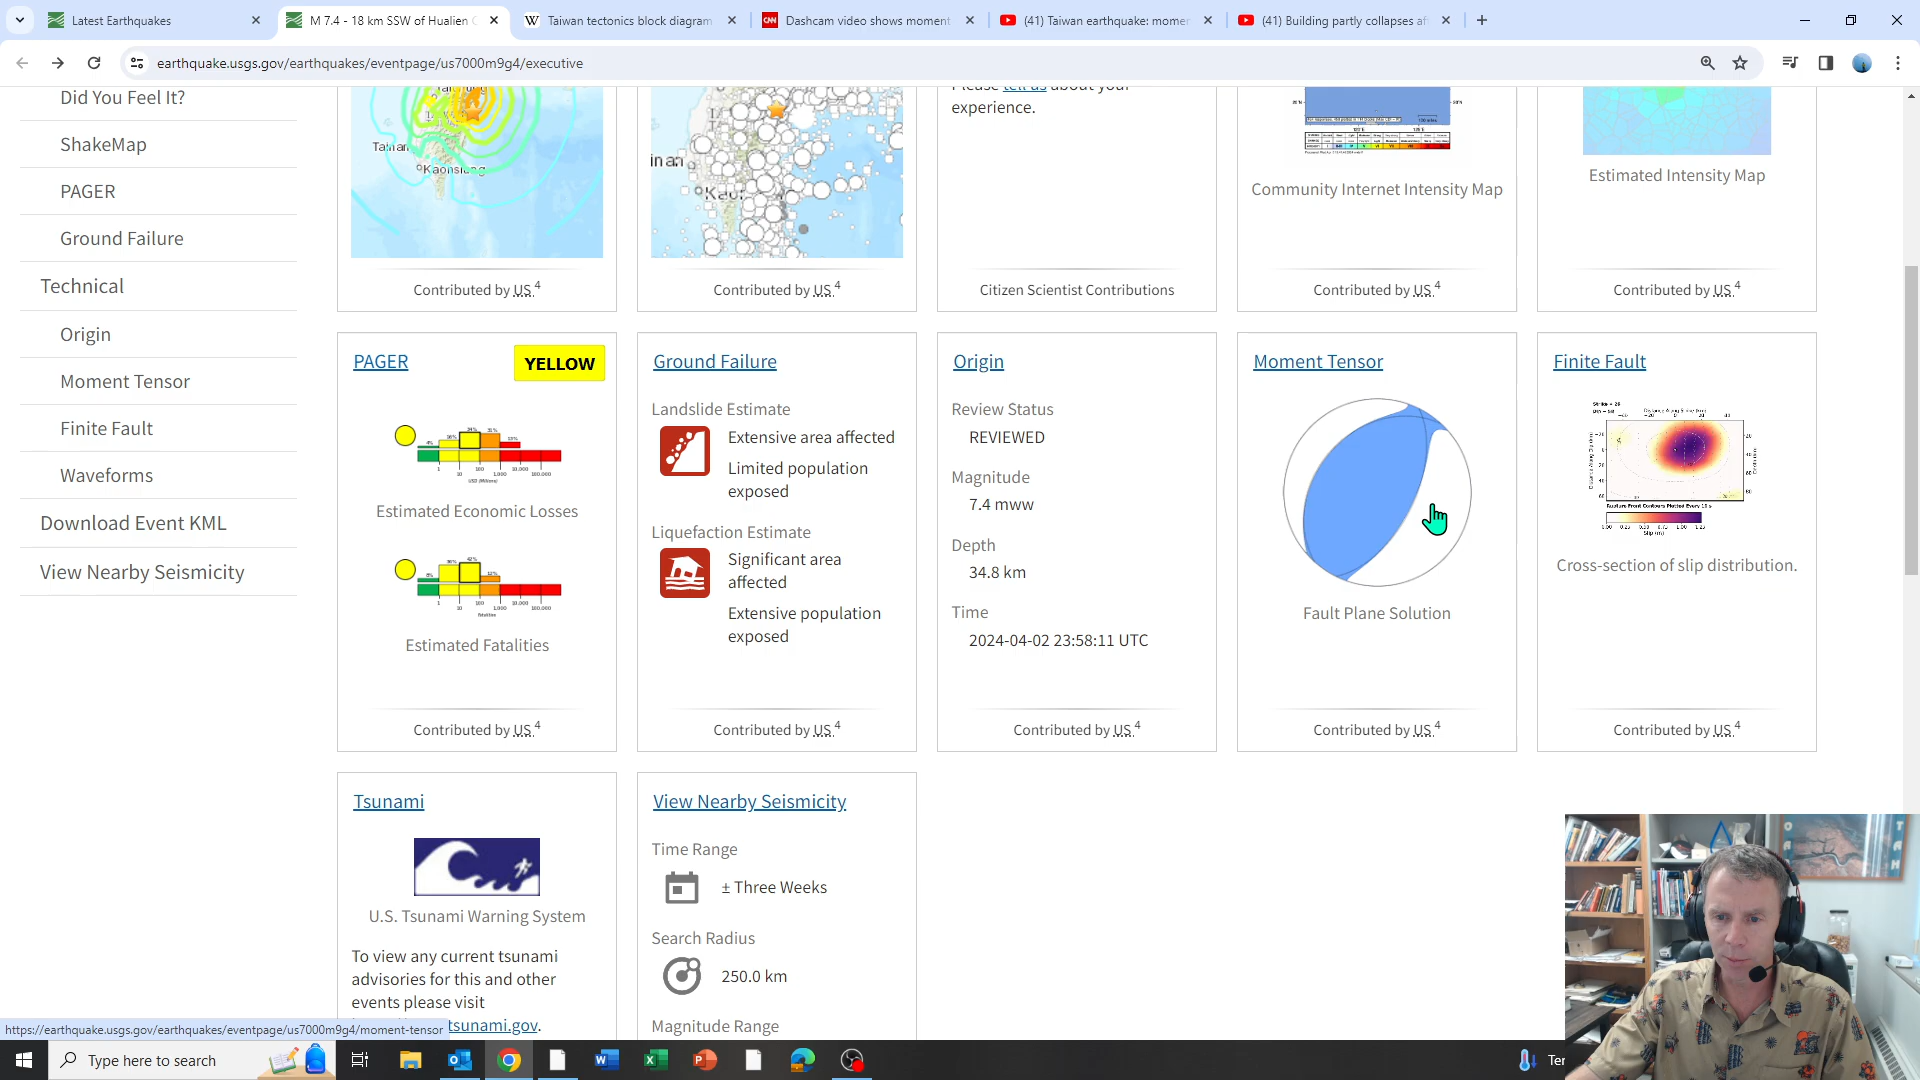 Latest Earthquakes
M 7.4 - 18 km SSW of Hualien C
Taiwan tectonics block diagram
Dashcam video shows moment
(41) Taiwan earthquake: momen
(41) Building partly collapses af
earthquake.usgs.gov/earthquakes/eventpage/us7000m9g4/executive
Did You Feel It?
ShakeMap
PAGER
Ground Failure
Technical
Origin
Moment Tensor
Finite Fault
Waveforms
Download Event KML
View Nearby Seismicity
Contributed by US 4
Contributed by US 4
Please tell us about your
experience.
Citizen Scientist Contributions
Community Internet Intensity Map
Contributed by US 4
Estimated Intensity Map
Contributed by US 4
PAGER
YELLOW
Estimated Economic Losses
Estimated Fatalities
Contributed by US 4
Ground Failure
Landslide Estimate
Extensive area affected
Limited population
exposed
Liquefaction Estimate
Significant area
affected
Extensive population
exposed
Contributed by US 4
Origin
Review Status
REVIEWED
Magnitude
7.4 mww
Depth
34.8 km
Time
2024-04-02 23:58:11 UTC
Contributed by US 4
Moment Tensor
Fault Plane Solution
Contributed by US 4
Finite Fault
Cross-section of slip distribution.
Contributed by US 4
Tsunami
U.S. Tsunami Warning System
To view any current tsunami
advisories for this and other
events please visit
tsunami.gov.
View Nearby Seismicity
Time Range
± Three Weeks
Search Radius
250.0 km
Magnitude Range
https://earthquake.usgs.gov/earthquakes/eventpage/us7000m9g4/moment-tensor
Type here to search